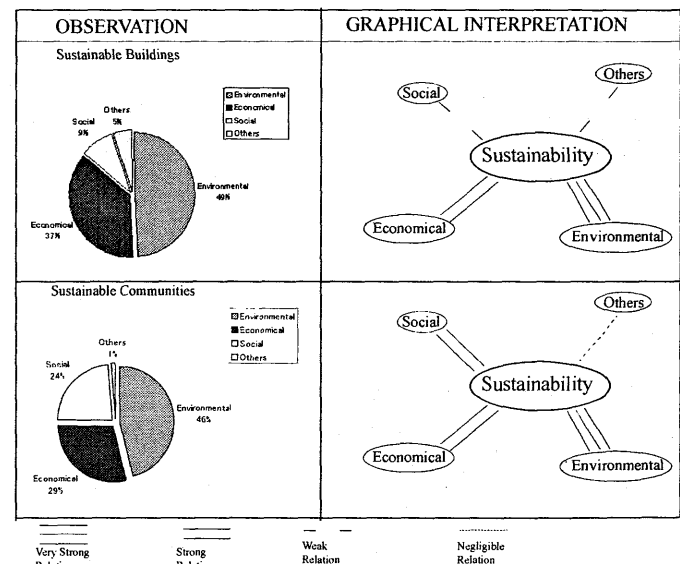 OBSERVATION
GRAPHICAL INTERPRETATION
Sustainable Buildings
Environmental
Economical
Social
Others
Others
5%
Social
9%
Environmental
49%
Economical
37%
Social
Others
Sustainability
Economical
Environmental
Sustainable Communities
Environmental
Economical
Social
Others
Others
1%
Social
24%
Environmental
46%
Economical
29%
Social
Others
Sustainability
Economical
Environmental
Very Strong
Strong
Weak
Relation
Negligible
Relation